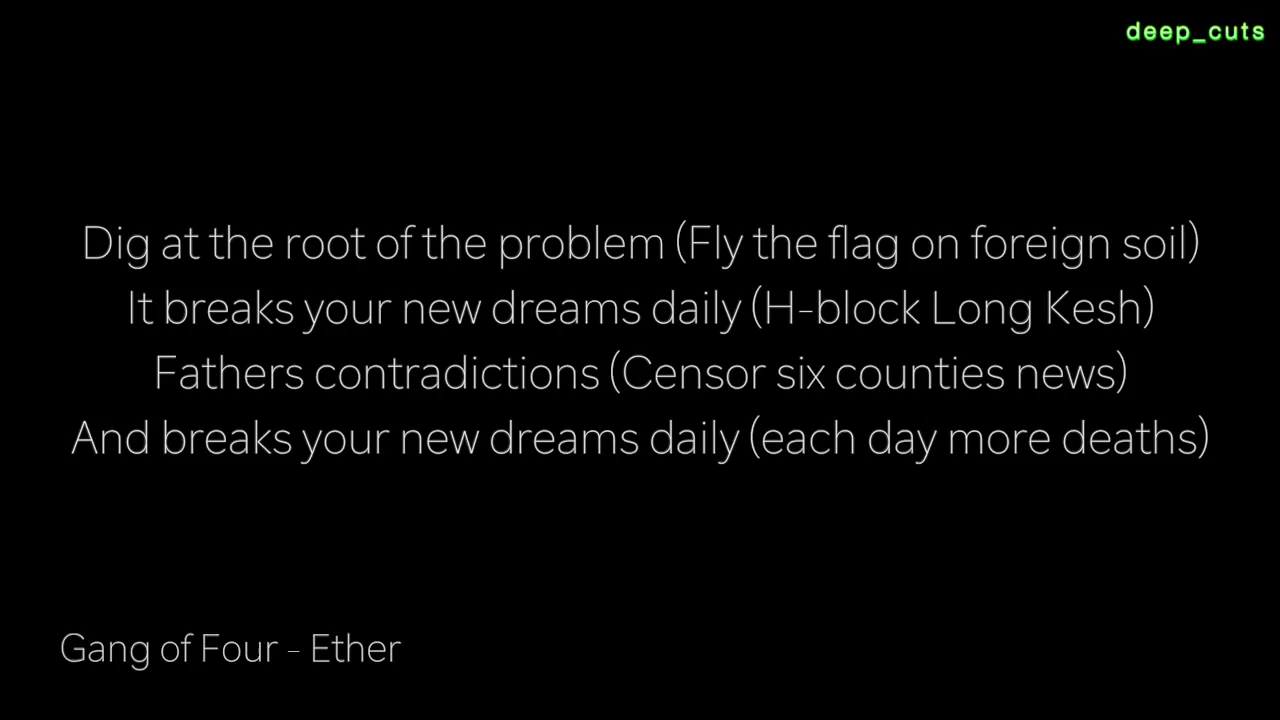 deep_cuts
Dig at the root of the problem (Fly the flag on foreign soil)
It breaks your new dreams daily (H-block Long Kesh)
Fathers contradictions (Censor six counties news)
And breaks your new dreams daily (each day more deaths)
Gang of Four - Ether